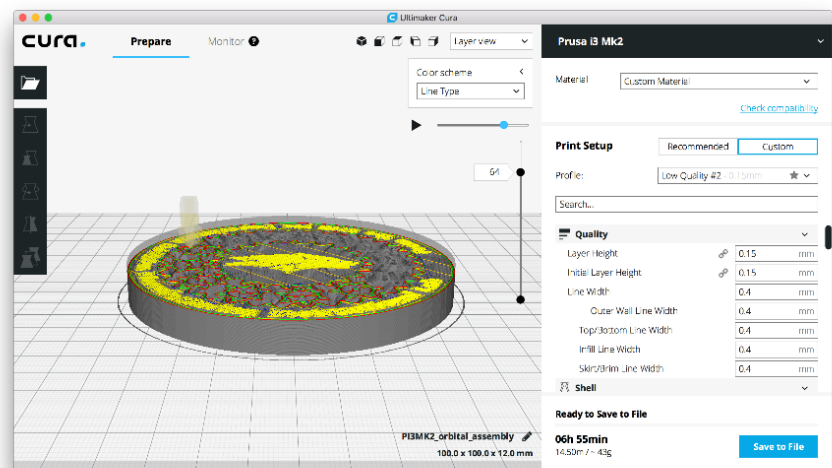 Ultimaker Cura
cura.
Prepare
Monitor ?
Layer view
Color scheme
Line Type
64
PI3MK2_orbital_assembly
100.0 x 100.0 x 12.0 mm
Prusa i3 Mk2
Material
Custom Material
Check compatibility
Print Setup
Recommended
Custom
Profile:
Low Quality #2 - 0.15mm
Search...
Quality
Layer Height 0.15 mm
Initial Layer Height 0.15 mm
Line Width 0.4 mm
Outer Wall Line Width 0.4 mm
Top/Bottom Line Width 0.4 mm
Infill Line Width 0.4 mm
Skirt/Brim Line Width 0.4 mm
Shell
Ready to Save to File
06h 55min
14.50m / ~ 43g
Save to File